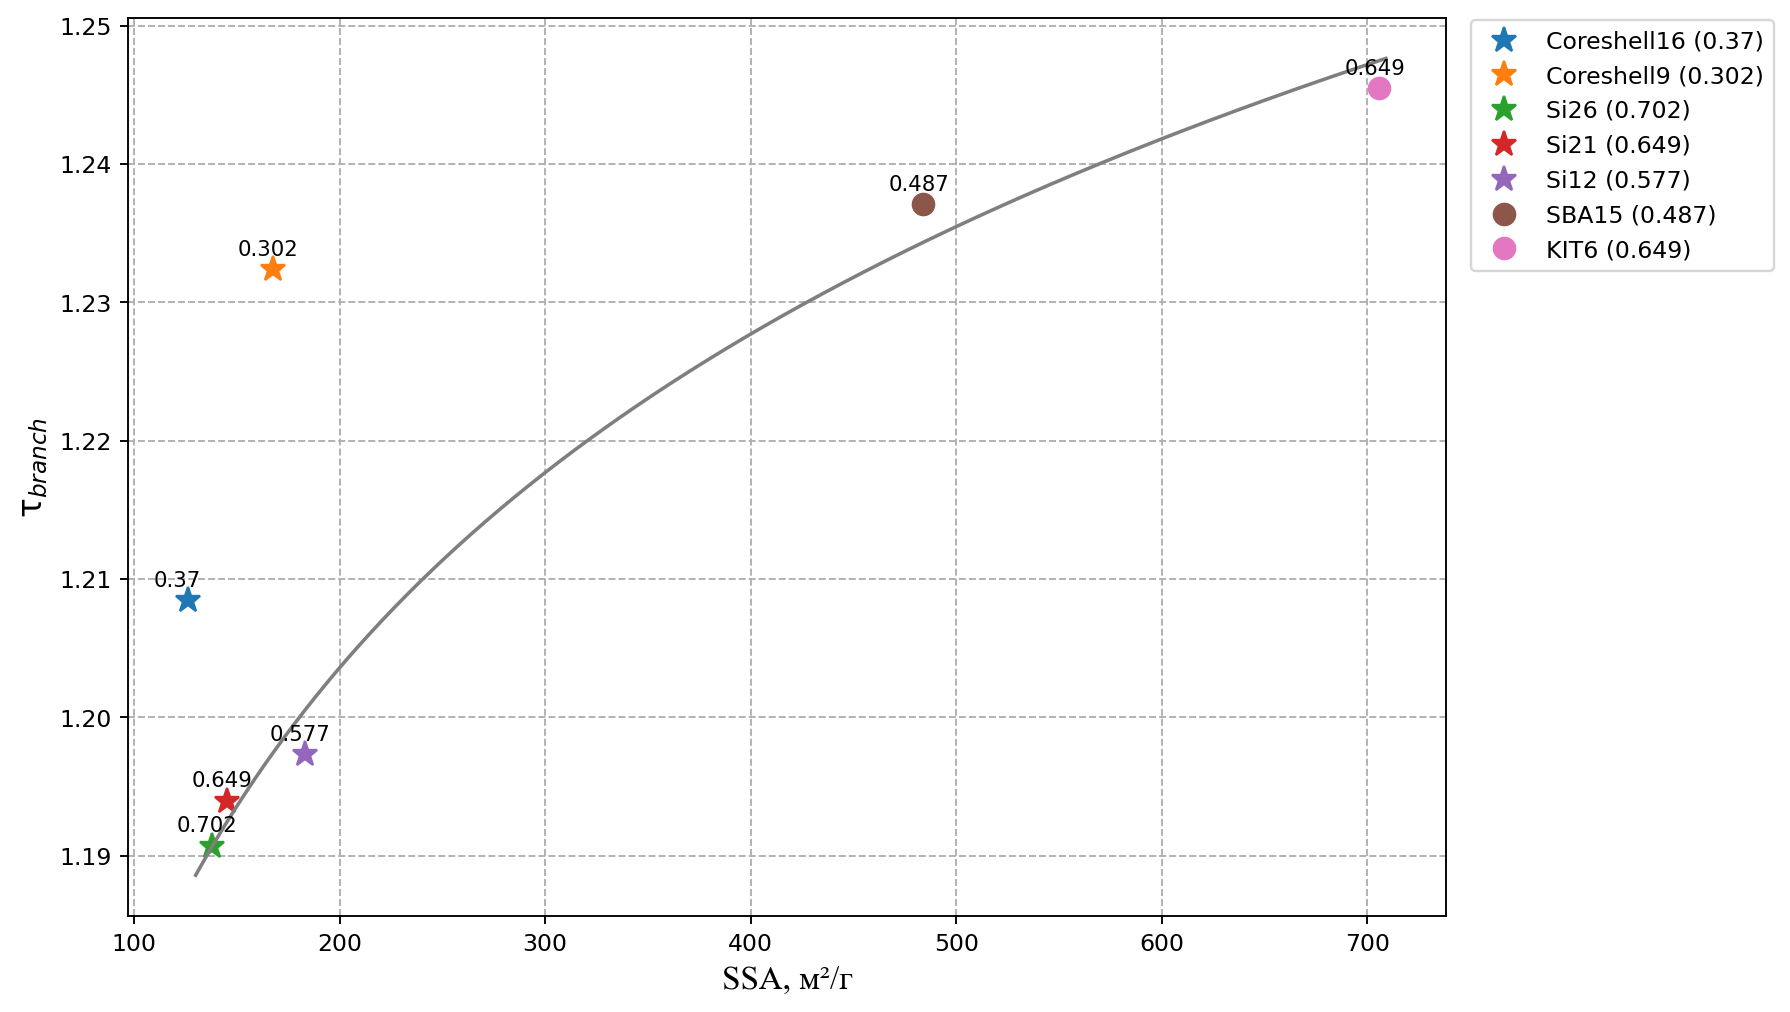 1.25
1.24
1.23
1.22
1.21
1.20
1.19
τbranch
100 200 300 400 500 600 700
SSA, м²/г
0.649
0.487
0.302
0.37
0.577
0.649
0.702
Coreshell16 (0.37)
Coreshell9 (0.302)
Si26 (0.702)
Si21 (0.649)
Si12 (0.577)
SBA15 (0.487)
KIT6 (0.649)